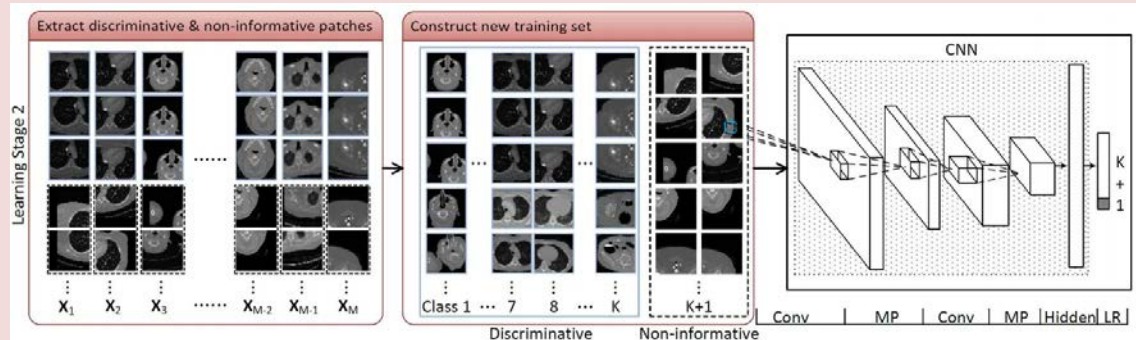 Learning Stage 2
Extract discriminative & non-informative patches
......
X1 X2 X3 ...... XM-2 XM-1 XM
Construct new training set
... ......
Class 1 ... 7 8 ... K K+1
Discriminative Non-informative
CNN
K
+
1
Conv MP Conv MP Hidden LR